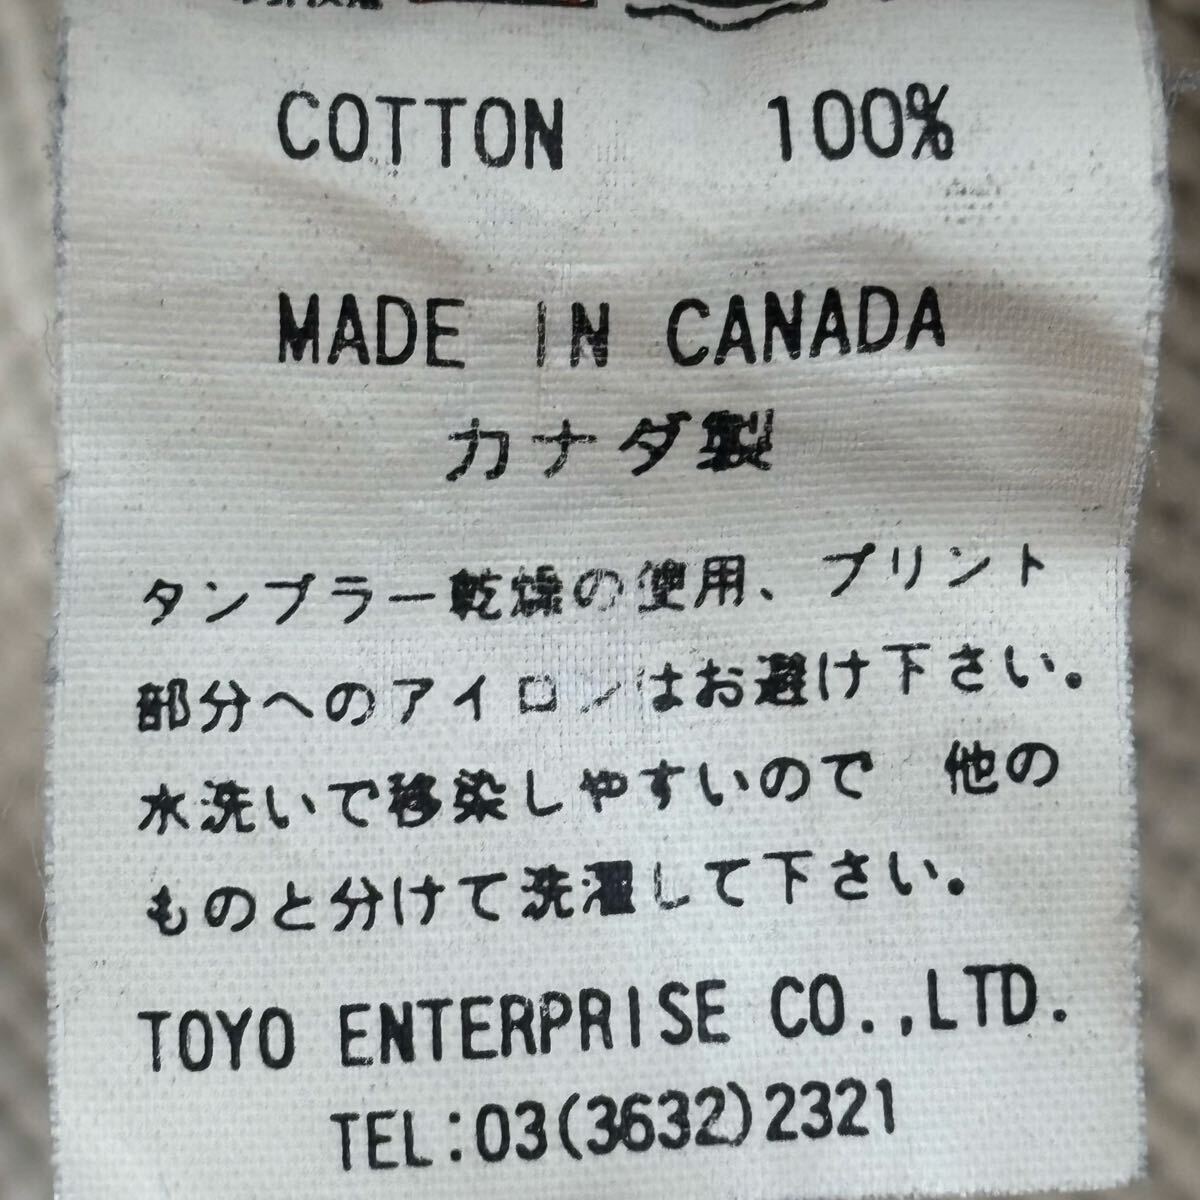 COTTON 100%
MADE IN CANADA
カナダ製
タンブラー乾燥の使用、プリント
部分へのアイロンはお避け下さい。
水洗いで移染しやすいので 他の
ものと分けて洗濯して下さい。
TOYO ENTERPRISE CO.,LTD.
TEL:03(3632)2321